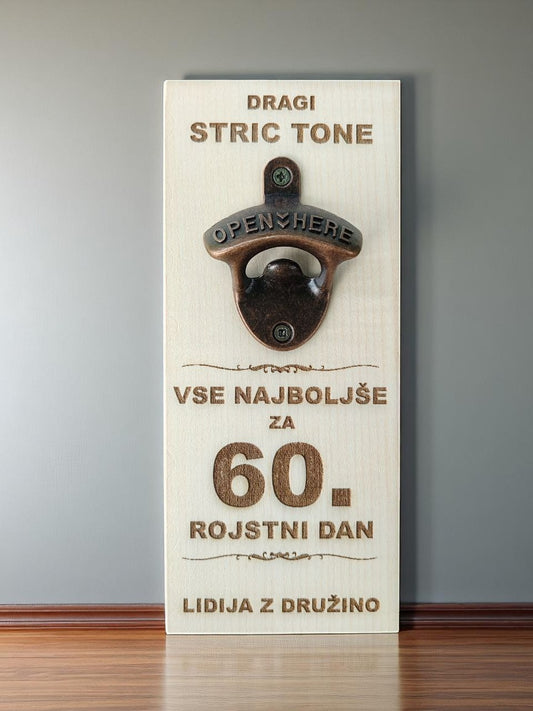 DRAGI
STRIC TONE
OPEN HERE
VSE NAJBOLJŠE
ZA
60.
ROJSTNI DAN
LIDIJA Z DRUŽINO